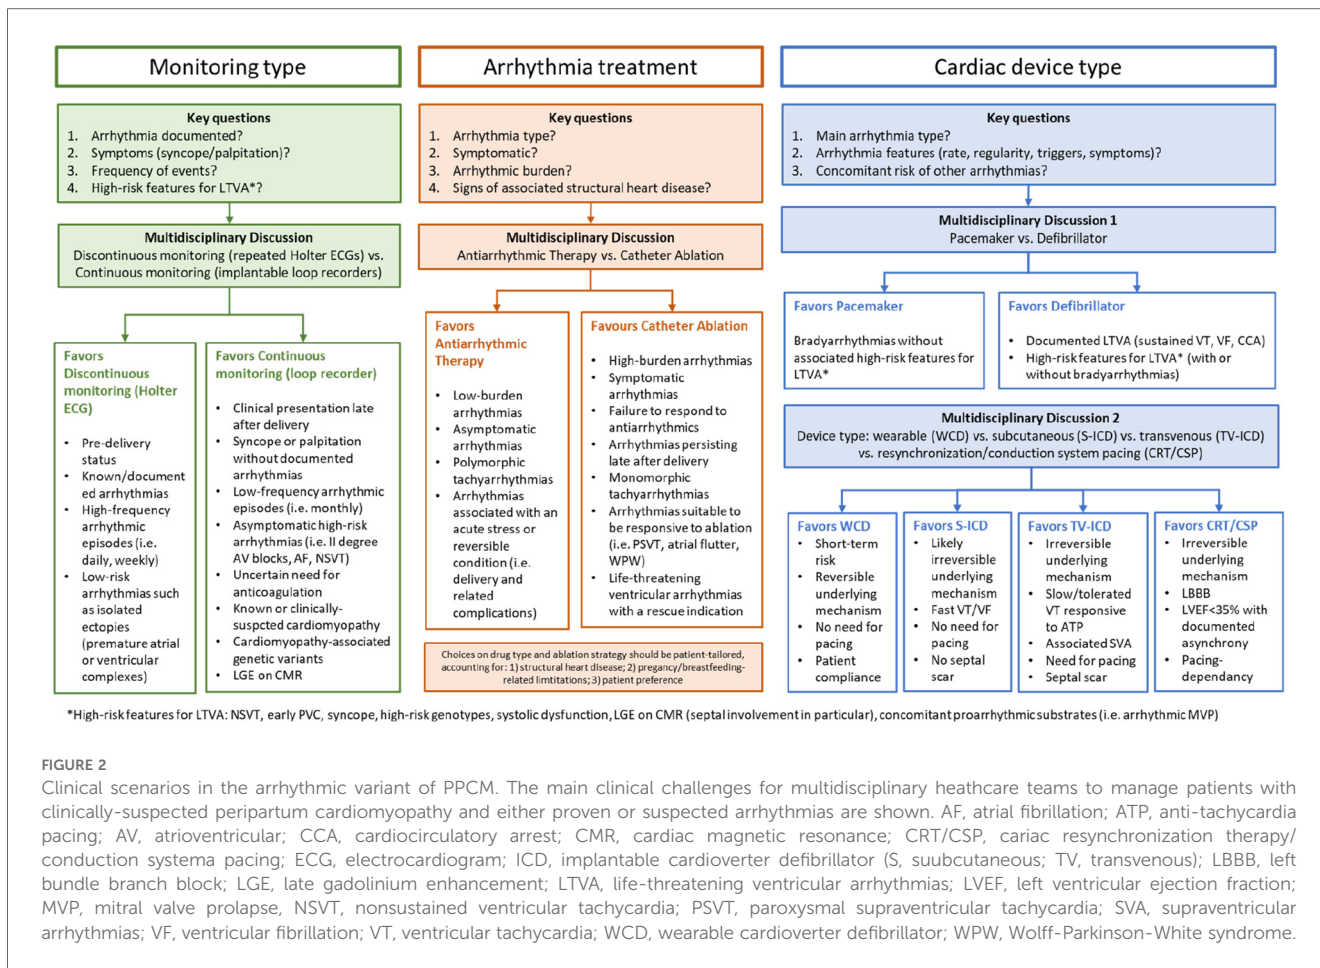 Monitoring type
Key questions
1. Arrhythmia documented?
2. Symptoms (syncope/palpitation)?
3. Frequency of events?
4. High-risk features for LTVA*?
Multidisciplinary Discussion
Discontinuous monitoring (repeated Holter ECGs) vs.
Continuous monitoring (implantable loop recorders)
Favors
Discontinuous
monitoring (Holter
ECG)
• Pre-delivery
status
• Known/document
ed arrhythmias
• High-frequency
arrhythmic
episodes (i.e.
daily, weekly)
• Low-risk
arrhythmias such
as isolated
ectopies
(premature atrial
or ventricular
complexes)
Favors Continuous
monitoring (loop recorder)
• Clinical presentation late
after delivery
• Syncope or palpitation
without documented
arrhythmias
• Low-frequency arrhythmic
episodes (i.e. monthly)
• Asymptomatic high-risk
arrhythmias (i.e. II degree
AV blocks, AF, NSVT)
• Uncertain need for
anticoagulation
• Known or clinically-
suspcted cardiomyopathy
• Cardiomyopathy-associated
genetic variants
• LGE on CMR
Arrhythmia treatment
Key questions
1. Arrhythmia type?
2. Symptomatic?
3. Arrhythmic burden?
4. Signs of associated structural heart disease?
Multidisciplinary Discussion
Antiarrhythmic Therapy vs. Catheter Ablation
Favors
Antiarrhythmic
Therapy
• Low-burden
arrhythmias
• Asymptomatic
arrhythmias
• Polymorphic
tachyarrhythmias
• Arrhythmias
associated with an
acute stress or
reversible
condition (i.e.
delivery and
related
complications)
Favours Catheter Ablation
• High-burden arrhythmias
• Symptomatic
arrhythmias
• Failure to respond to
antiarrhythmics
• Arrhythmias persisting
late after delivery
• Monomorphic
tachyarrhythmias
• Arrhythmias suitable to
be responsive to ablation
(i.e. PSVT, atrial flutter,
WPW)
• Life-threatening
ventricular arrhythmias
with a rescue indication
Choices on drug type and ablation strategy should be patient-tailored,
accounting for: 1) structural heart disease; 2) pregancy/breastfeeding-
related limtitations; 3) patient preference
Cardiac device type
Key questions
1. Main arrhythmia type?
2. Arrhythmia features (rate, regularity, triggers, symptoms)?
3. Concomitant risk of other arrhythmias?
Multidisciplinary Discussion 1
Pacemaker vs. Defibrillator
Favors Pacemaker
Bradyarrhythmias without
associated high-risk features for
LTVA*
Favors Defibrillator
• Documented LTVA (sustained VT, VF, CCA)
• High-risk features for LTVA* (with or
without bradyarrhythmias)
Multidisciplinary Discussion 2
Device type: wearable (WCD) vs. subcutaneous (S-ICD) vs. transvenous (TV-ICD)
vs. resynchronization/conduction system pacing (CRT/CSP)
Favors WCD
• Short-term
risk
• Reversible
underlying
mechanism
• No need for
pacing
• Patient
compliance
Favors S-ICD
• Likely
irreversible
underlying
mechanism
• Fast VT/VF
• No need for
pacing
• No septal
scar
Favors TV-ICD
• Irreversible
underlying
mechanism
• Slow/tolerated
VT responsive
to ATP
• Associated SVA
• Need for pacing
• Septal scar
Favors CRT/CSP
• Irreversible
underlying
mechanism
• LBBB
• LVEF<35% with
documented
asynchrony
• Pacing-
dependancy
*High-risk features for LTVA: NSVT, early PVC, syncope, high-risk genotypes, systolic dysfunction, LGE on CMR (septal involvement in particular), concomitant proarrhythmic substrates (i.e. arrhythmic MVP)
FIGURE 2
Clinical scenarios in the arrhythmic variant of PPCM. The main clinical challenges for multidisciplinary heathcare teams to manage patients with
clinically-suspected peripartum cardiomyopathy and either proven or suspected arrhythmias are shown. AF, atrial fibrillation; ATP, anti-tachycardia
pacing; AV, atrioventricular; CCA, cardiocirculatory arrest; CMR, cardiac magnetic resonance; CRT/CSP, cariac resynchronization therapy/
conduction systema pacing; ECG, electrocardiogram; ICD, implantable cardioverter defibrillator (S, suubcutaneous; TV, transvenous); LBBB, left
bundle branch block; LGE, late gadolinium enhancement; LTVA, life-threatening ventricular arrhythmias; LVEF, left ventricular ejection fraction;
MVP, mitral valve prolapse, NSVT, nonsustained ventricular tachycardia; PSVT, paroxysmal supraventricular tachycardia; SVA, supraventricular
arrhythmias; VF, ventricular fibrillation; VT, ventricular tachycardia; WCD, wearable cardioverter defibrillator; WPW, Wolff-Parkinson-White syndrome.